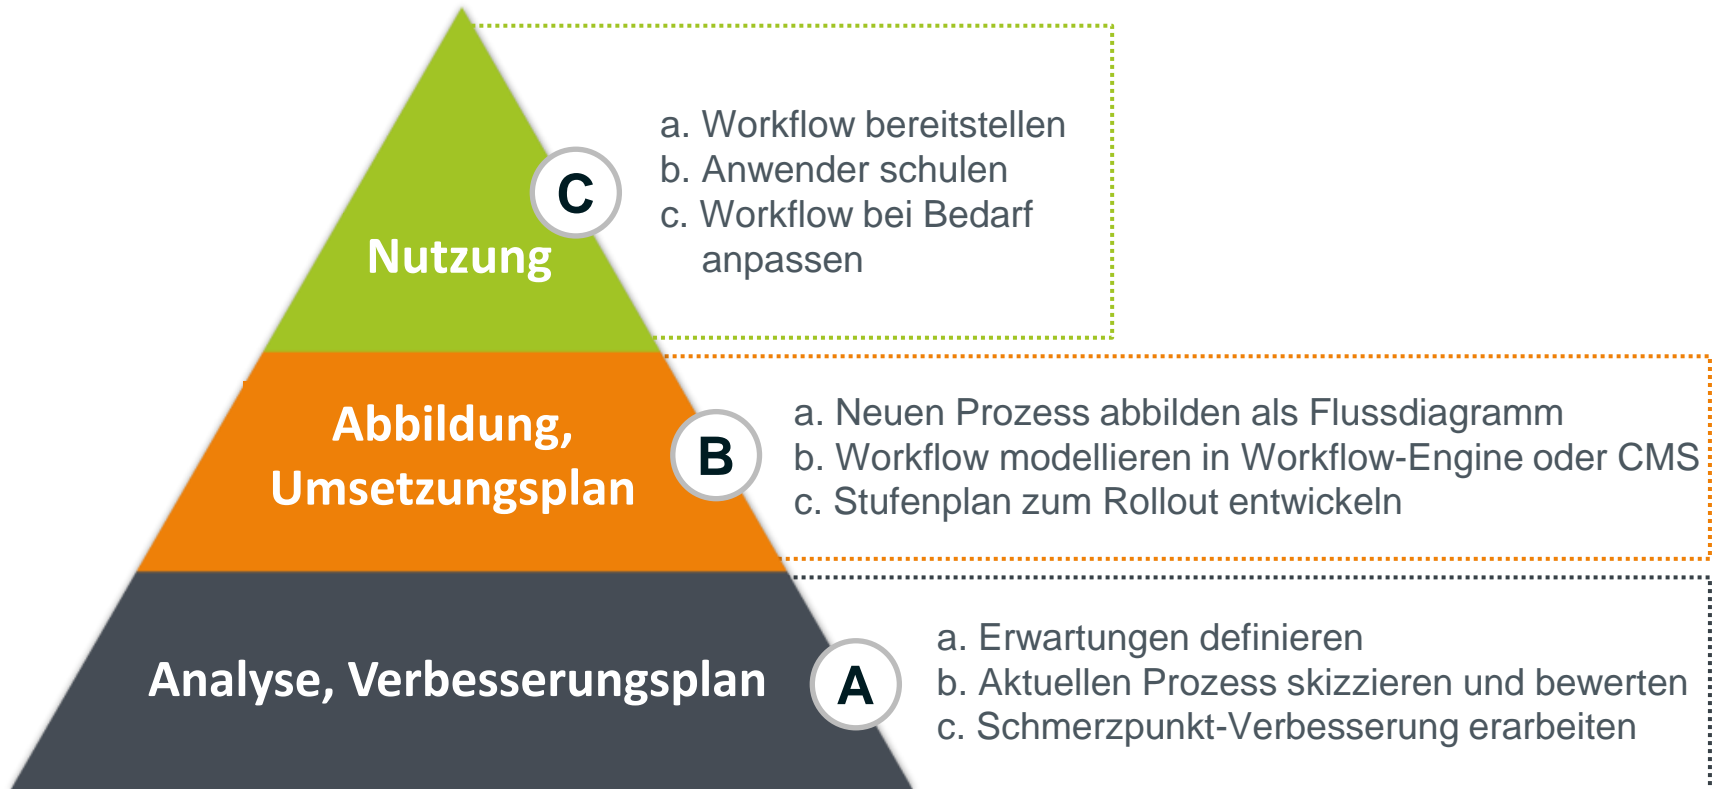 Nutzung
C
a. Workflow bereitstellen
b. Anwender schulen
c. Workflow bei Bedarf
anpassen
Abbildung,
Umsetzungsplan
B
a. Neuen Prozess abbilden als Flussdiagramm
b. Workflow modellieren in Workflow-Engine oder CMS
c. Stufenplan zum Rollout entwickeln
Analyse, Verbesserungsplan
A
a. Erwartungen definieren
b. Aktuellen Prozess skizzieren und bewerten
c. Schmerzpunkt-Verbesserung erarbeiten